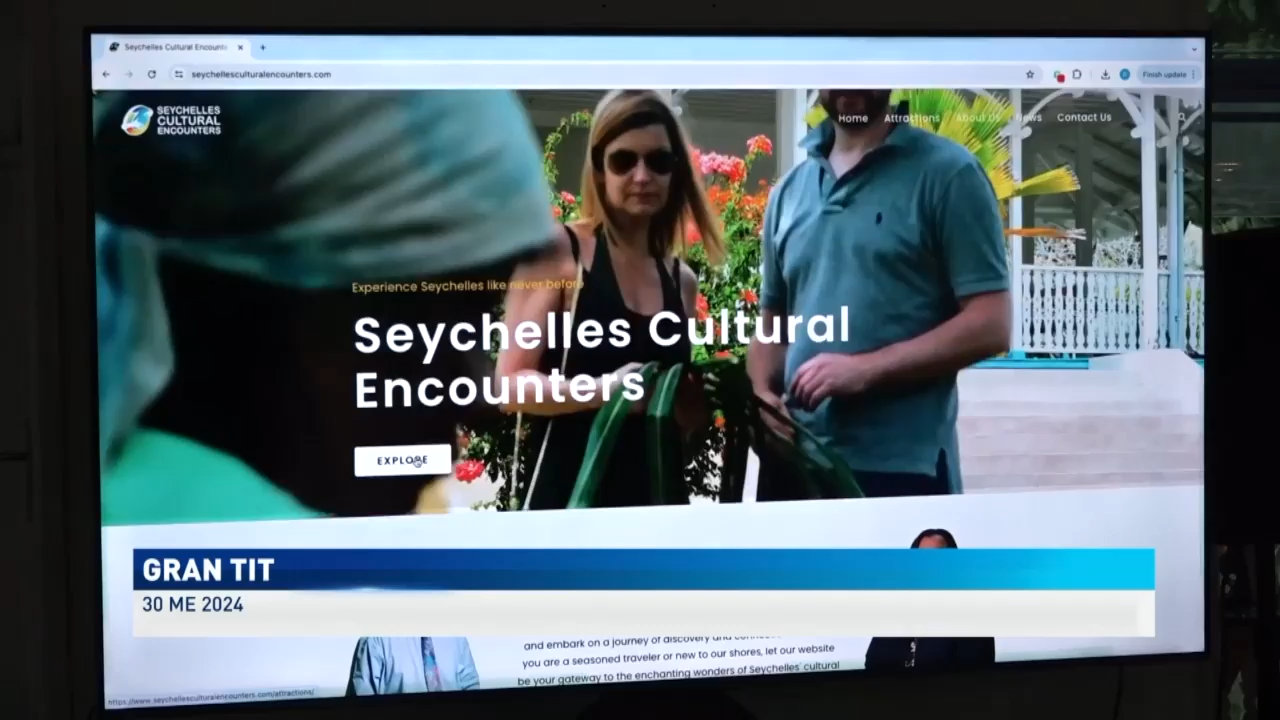 Seychelles Cultural Encount
seychellesculturalencounters.com
Finish update
SEYCHELLES
CULTURAL
ENCOUNTERS
Home Attractions About Us News Contact Us
Experience Seychelles like never before
Seychelles Cultural
Encounters
EXPLORE
GRAN TIT
30 ME 2024
and embark on a journey of discovery and
you are a seasoned traveler or new to our shores, let our website
be your gateway to the enchanting wonders of Seychelles' cultural
https://www.seychellesculturalencounters.com/attractions/